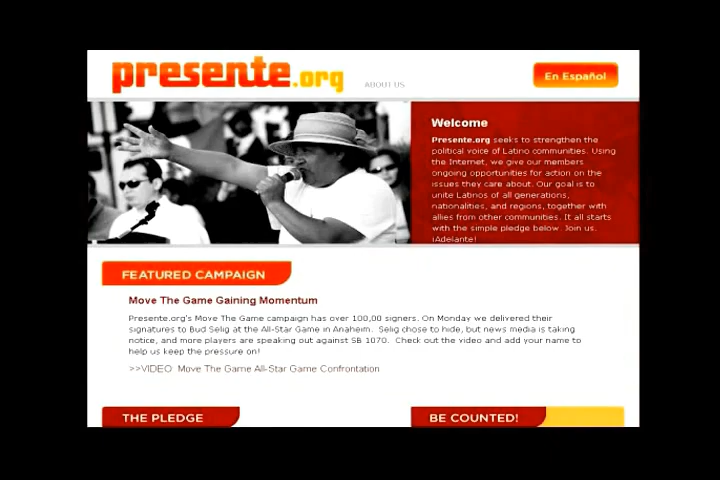 presente.org
ABOUT US
En Español
Welcome
Presente.org seeks to strengthen the
political voice of Latino communities. Using
the Internet, we give our members
ongoing opportunities for action on the
issues they care about. Our goal is to
unite Latinos of all generations,
nationalities, and regions, together with
allies from other communities. It all starts
with the simple pledge below. Join us.
¡Adelante!
FEATURED CAMPAIGN
Move The Game Gaining Momentum
Presente.org's Move The Game campaign has over 100,00 signers. On Monday we delivered their
signatures to Bud Selig at the All-Star Game in Anaheim. Selig chose to hide, but news media is taking
notice, and more players are speaking out against SB 1070. Check out the video and add your name to
help us keep the pressure on!
>>VIDEO: Move The Game All-Star Game Confrontation
THE PLEDGE
BE COUNTED!